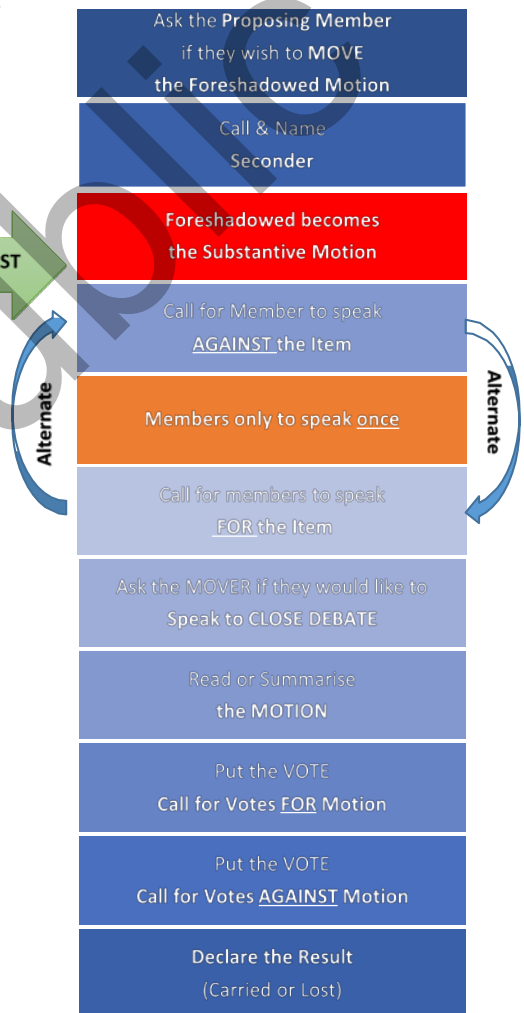 Ask the Proposing Member
if they wish to MOVE
the Foreshadowed Motion
Call & Name
Seconder
Foreshadowed becomes
the Substantive Motion
ST
Call for Member to speak
AGAINST the Item
Alternate
Alternate
Members only to speak once
Call for members to speak
FOR the Item
Ask the MOVER if they would like to
Speak to CLOSE DEBATE
Read or Summarise
the MOTION
Put the VOTE
Call for Votes FOR Motion
Put the VOTE
Call for Votes AGAINST Motion
Declare the Result
(Carried or Lost)